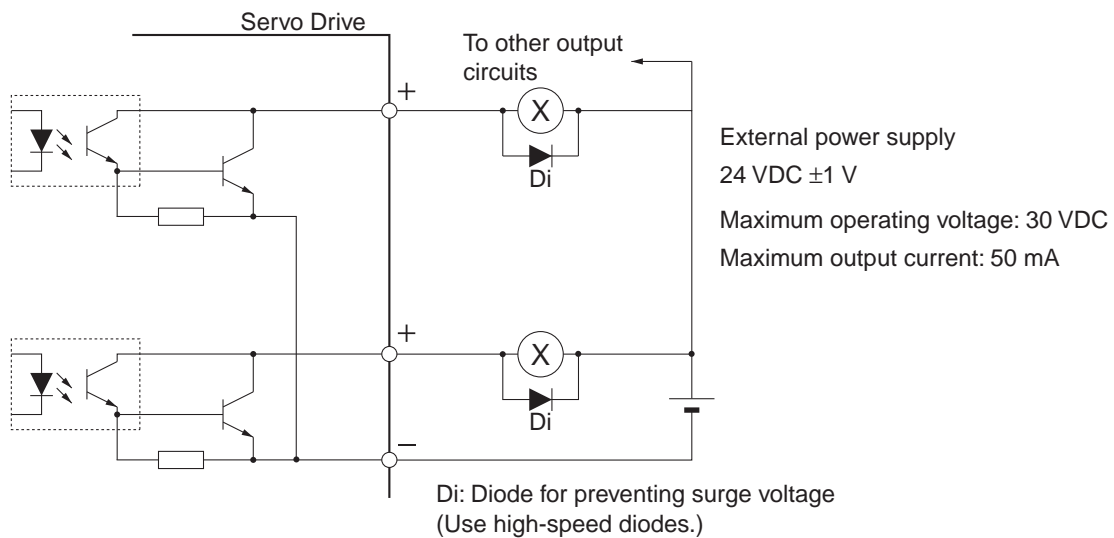 Servo Drive
To other output
circuits
+
X
Di
External power supply
24 VDC ±1 V
Maximum operating voltage: 30 VDC
Maximum output current: 50 mA
+
X
Di
−
Di: Diode for preventing surge voltage
(Use high-speed diodes.)